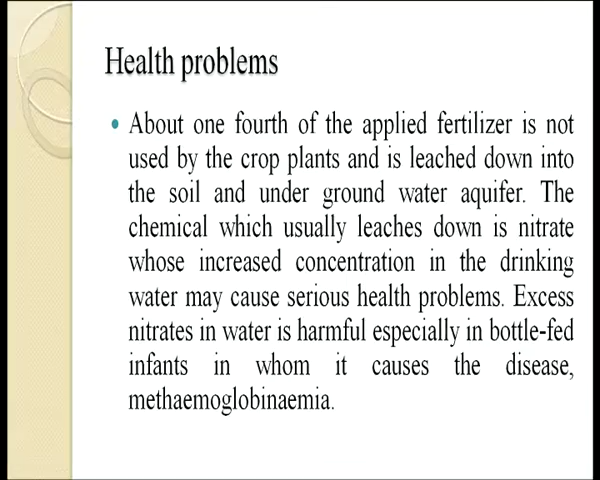 Health problems
• About one fourth of the applied fertilizer is not
used by the crop plants and is leached down into
the soil and under ground water aquifer. The
chemical which usually leaches down is nitrate
whose increased concentration in the drinking
water may cause serious health problems. Excess
nitrates in water is harmful especially in bottle-fed
infants in whom it causes the disease,
methaemoglobinaemia.